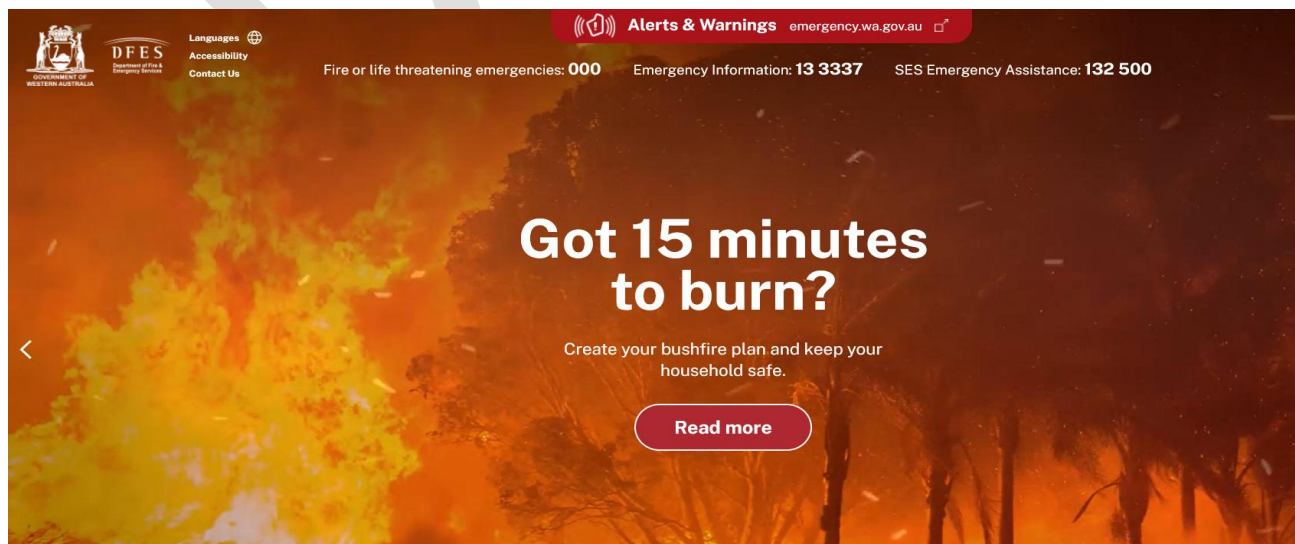 Alerts & Warnings emergency.wa.gov.au
GOVERNMENT OF
WESTERN AUSTRALIA
DFES
Department of Fire &
Emergency Services
Languages
Accessibility
Contact Us
Fire or life threatening emergencies: 000 Emergency Information: 13 3337 SES Emergency Assistance: 132 500
Got 15 minutes
to burn?
Create your bushfire plan and keep your
household safe.
Read more